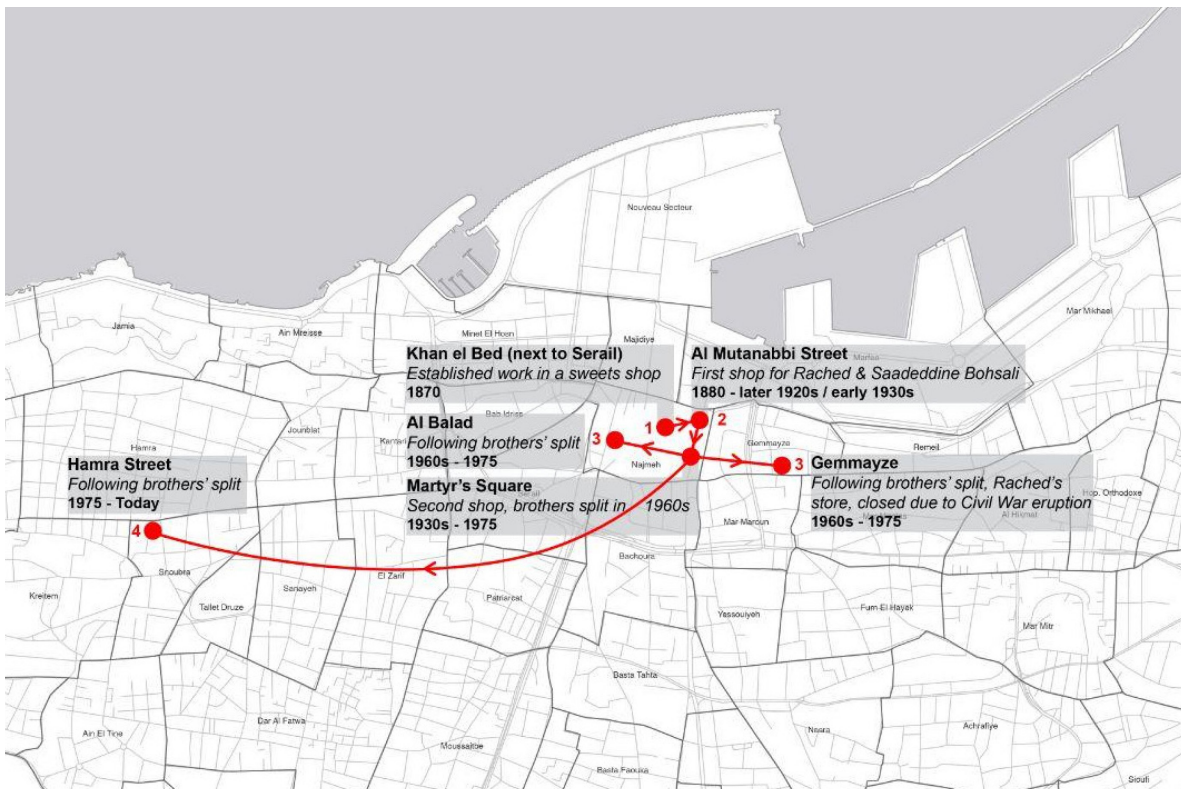 Nouveau Secteur
Mar Mikhael
Jamia
Ain Mreisse
Minet El Hosn
Majidiye
Marfaa
Khan el Bed (next to Serail)
Established work in a sweets shop
1870
Al Mutanabbi Street
First shop for Rached & Saadeddine Bohsali
1880 - later 1920s / early 1930s
Bab Idriss
Al Balad
Following brothers' split
1960s - 1975
1
2
3
Hamra
Jounblat
Kantari
Najmeh
Gemmayze
Remeil
Hamra Street
Following brothers' split
1975 - Today
4
Martyr's Square
Second shop, brothers split in 1960s
1930s - 1975
Serail
3
Gemmayze
Following brothers' split, Rached's
store, closed due to Civil War eruption
1960s - 1975
Hop. Orthodoxe
Al Hikmat
Mar Maroun
Bachoura
Snoubra
El Zarif
Kreitem
Tallet Druze
Sanayeh
Patriarcat
Yessouiyeh
Furn El Hayek
Mar Mitr
Basta Tahta
Dar Al Fatwa
Ain El Tine
Moussaitbe
Nasra
Achrafiye
Basta Faouka
Sioufi